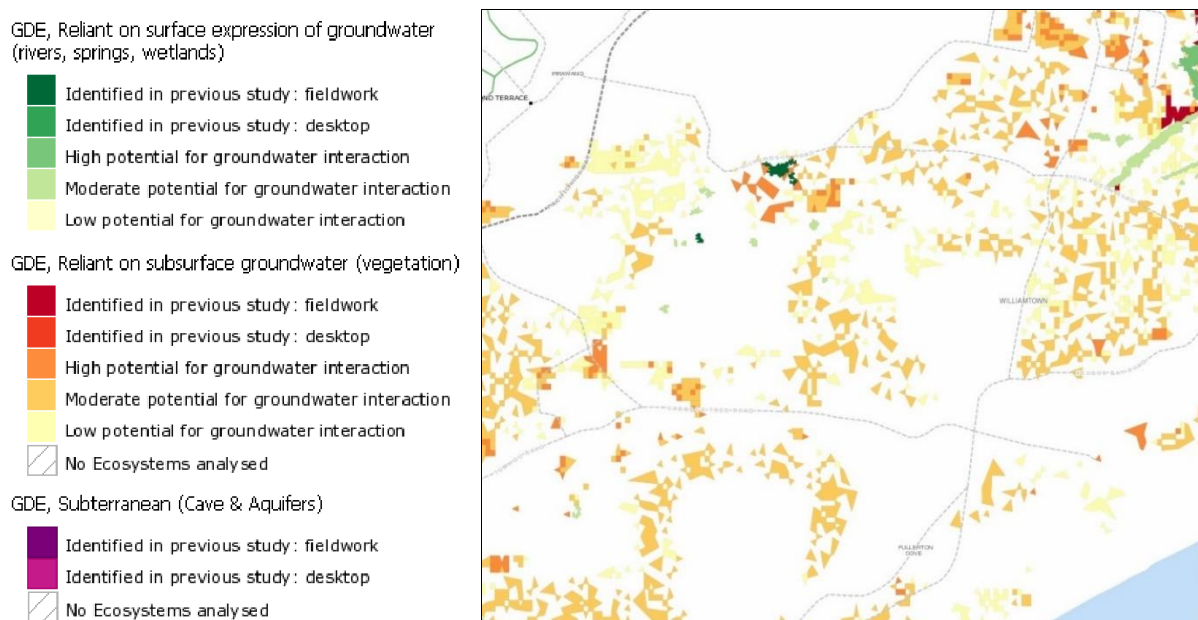 GDE, Reliant on surface expression of groundwater
(rivers, springs, wetlands)
Identified in previous study: fieldwork
Identified in previous study: desktop
High potential for groundwater interaction
Moderate potential for groundwater interaction
Low potential for groundwater interaction
GDE, Reliant on subsurface groundwater (vegetation)
Identified in previous study: fieldwork
Identified in previous study: desktop
High potential for groundwater interaction
Moderate potential for groundwater interaction
Low potential for groundwater interaction
No Ecosystems analysed
GDE, Subterranean (Cave & Aquifers)
Identified in previous study: fieldwork
Identified in previous study: desktop
No Ecosystems analysed
OND TERRACE
WILLIAMTOWN
FULLERTON
COVE